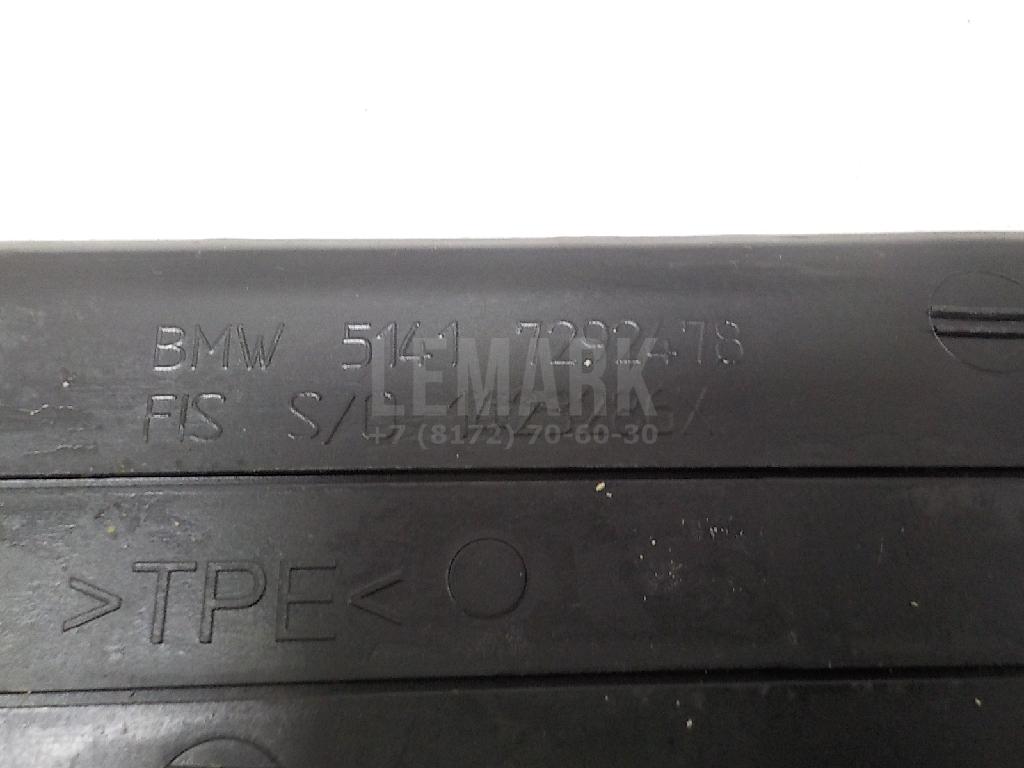 BMW 5141 7292478
LEMARK
FIS S/D
+7 (8172) 70-60-30
>TPE<